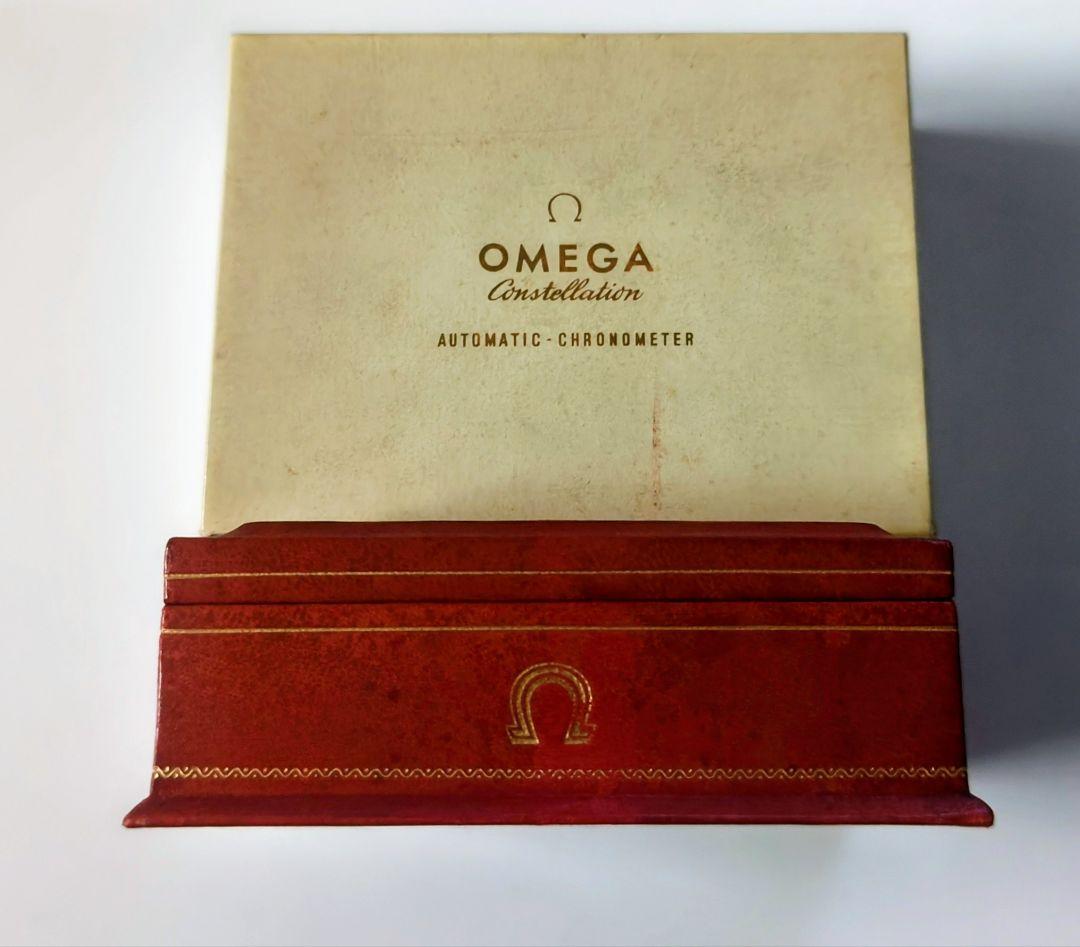 Ω
OMEGA
Constellation
AUTOMATIC - CHRONOMETER
Ω